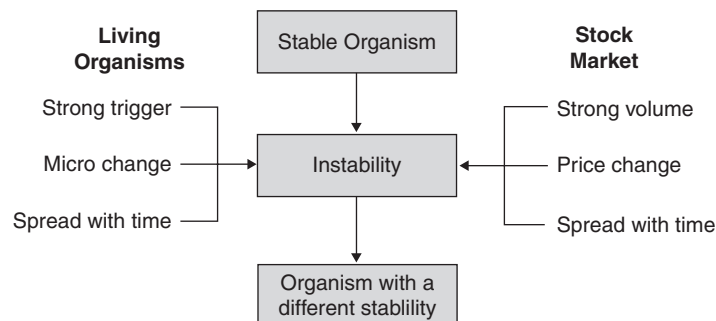 Living
Organisms
Stable Organism
Stock
Market
Strong trigger
Strong volume
Micro change
Instability
Price change
Spread with time
Spread with time
Organism with a
different stablility